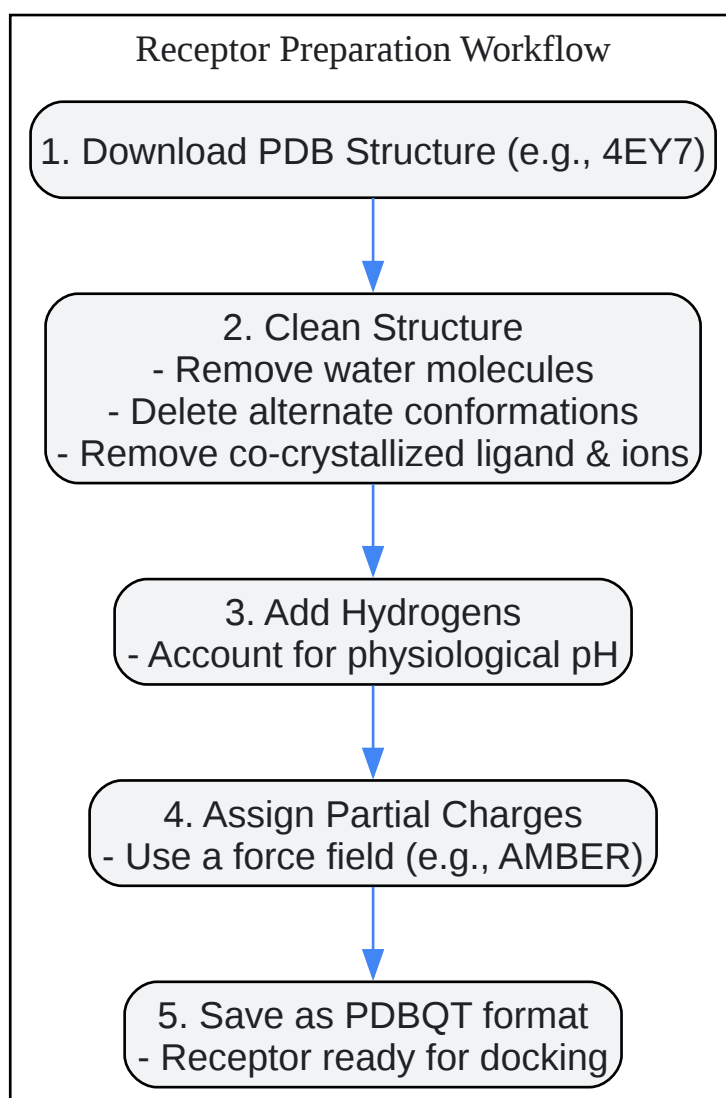 Receptor Preparation Workflow
1. Download PDB Structure (e.g., 4EY7)
2. Clean Structure
- Remove water molecules
- Delete alternate conformations
- Remove co-crystallized ligand & ions
3. Add Hydrogens
- Account for physiological pH
4. Assign Partial Charges
- Use a force field (e.g., AMBER)
5. Save as PDBQT format
- Receptor ready for docking